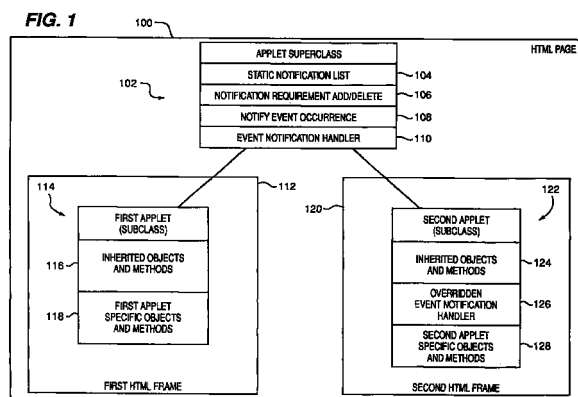 FIG. 1
100
HTML PAGE
APPLET SUPERCLASS
STATIC NOTIFICATION LIST
104
102
NOTIFICATION REQUIREMENT ADD/DELETE
106
NOTIFY EVENT OCCURRENCE
108
EVENT NOTIFICATION HANDLER
110
112
114
FIRST APPLET
(SUBCLASS)
116
INHERITED OBJECTS
AND METHODS
118
FIRST APPLET
SPECIFIC OBJECTS
AND METHODS
FIRST HTML FRAME
120
122
SECOND APPLET
(SUBCLASS)
INHERITED OBJECTS
AND METHODS
124
OVERRIDDEN
EVENT NOTIFICATION
HANDLER
126
SECOND APPLET
SPECIFIC OBJECTS
AND METHODS
128
SECOND HTML FRAME